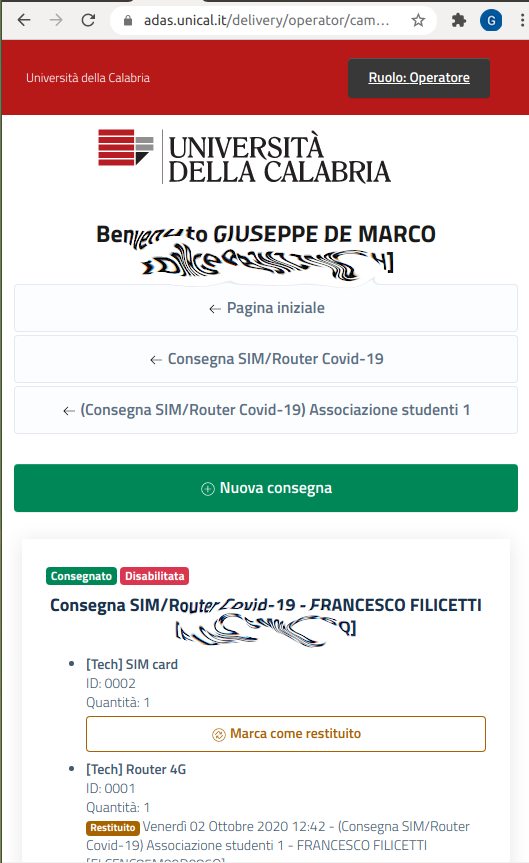 adas.unical.it/delivery/operator/cam...
G
Università della Calabria
Ruolo: Operatore
UNIVERSITÀ
DELLA CALABRIA
Benvenuto GIUSEPPE DE MARCO
← Pagina iniziale
← Consegna SIM/Router Covid-19
← (Consegna SIM/Router Covid-19) Associazione studenti 1
Nuova consegna
Consegnato Disabilitata
Consegna SIM/Router Covid-19 - FRANCESCO FILICETTI
[Tech] SIM card
ID: 0002
Quantità: 1
Marca come restituito
[Tech] Router 4G
ID: 0001
Quantità: 1
Restituito Venerdì 02 Ottobre 2020 12:42 - (Consegna SIM/Router
Covid-19) Associazione studenti 1 - FRANCESCO FILICETTI